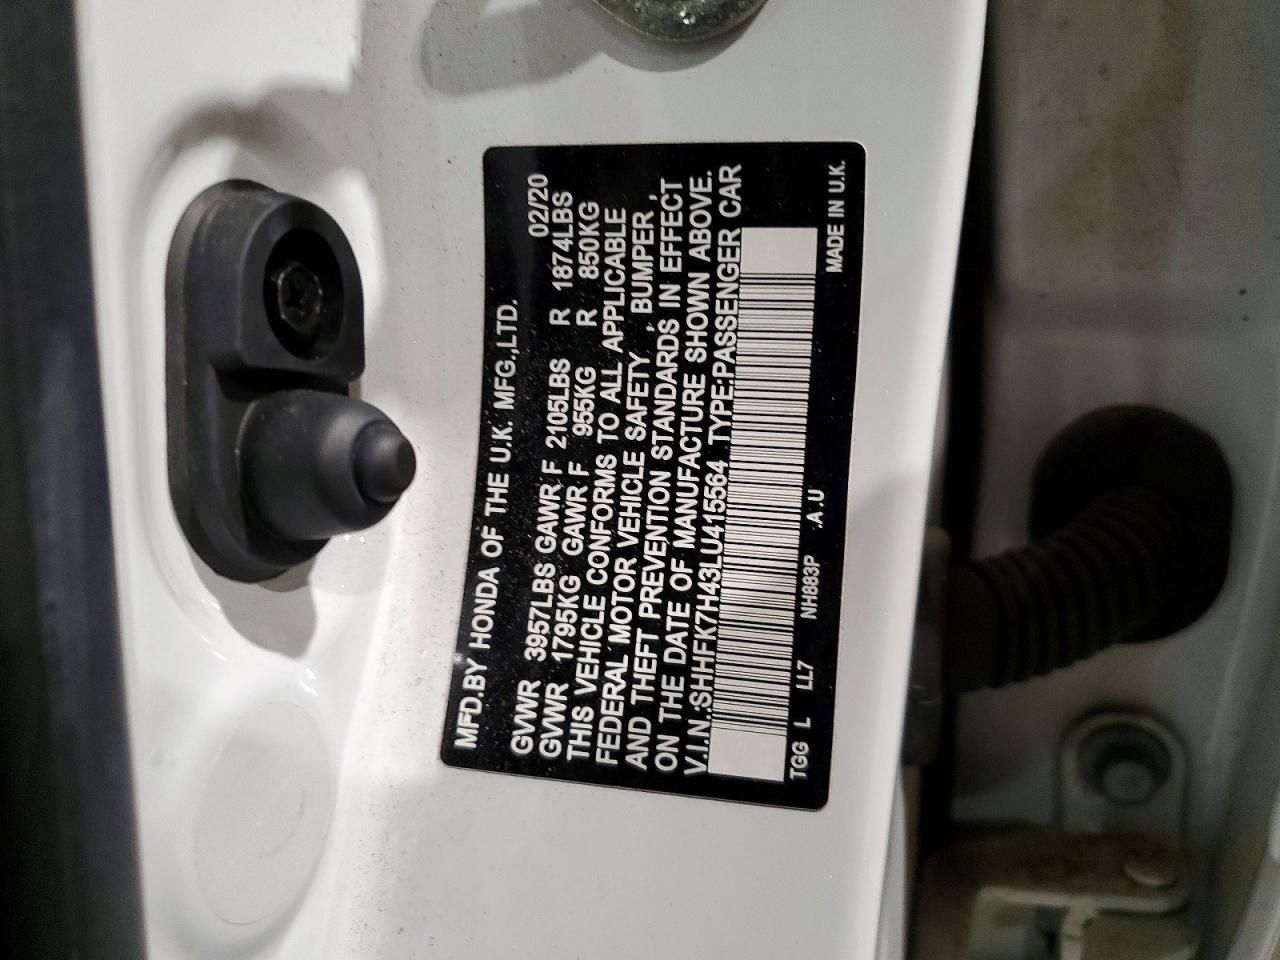 MFD.BY HONDA OF THE U.K. MFG.,LTD.
02/20
GVWR 3957LBS GAWR F 2105LBS R 1874LBS
GVWR 1795KG GAWR F 955KG R 850KG
THIS VEHICLE CONFORMS TO ALL APPLICABLE
FEDERAL MOTOR VEHICLE SAFETY , BUMPER ,
AND THEFT PREVENTION STANDARDS IN EFFECT
ON THE DATE OF MANUFACTURE SHOWN ABOVE.
V.I.N.:SHHFK7H43LU415564 TYPE:PASSENGER CAR
TGG L LL7 NH883P .A.U MADE IN U.K.